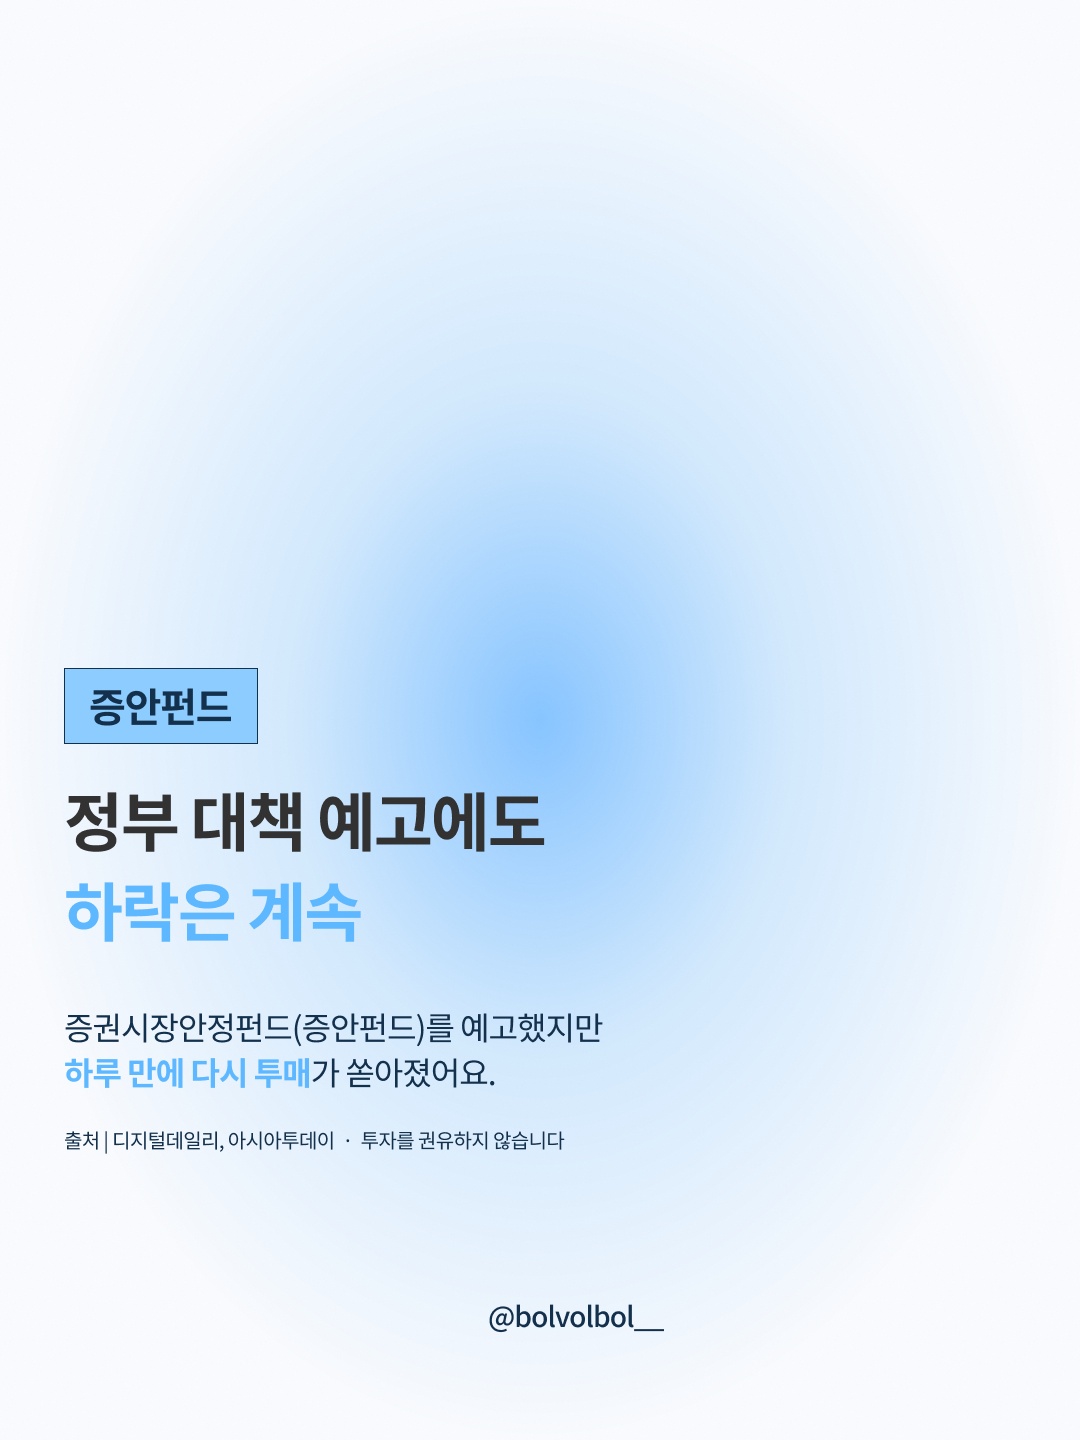 증안펀드
정부 대책 예고에도
하락은 계속
증권시장안정펀드(증안펀드)를 예고했지만
하루 만에 다시 투매가 쏟아졌어요.
출처 | 디지털데일리, 아시아투데이 · 투자를 권유하지 않습니다
@bolvolbol__